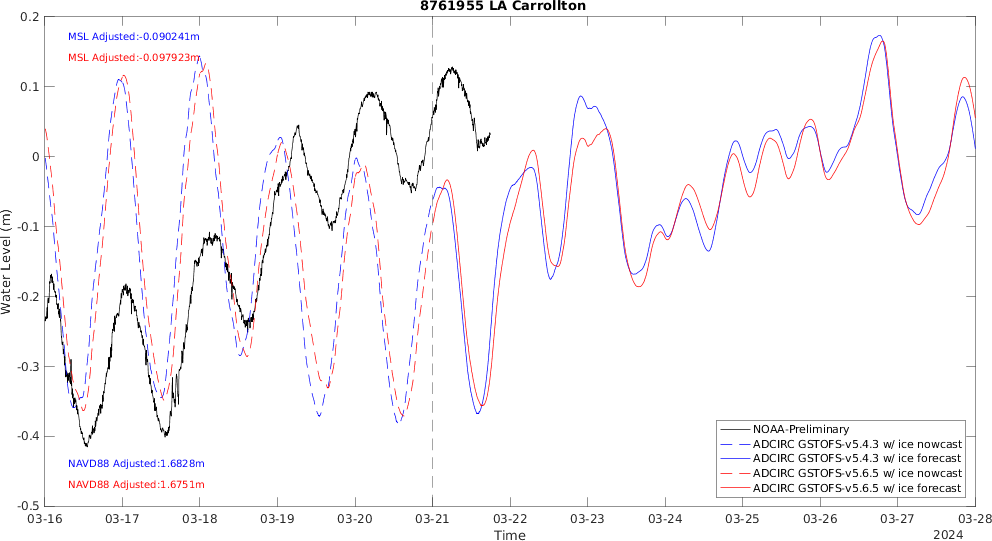 8761955 LA Carrollton
MSL Adjusted:-0.090241m
MSL Adjusted:-0.097923m
NAVD88 Adjusted:1.6828m
NAVD88 Adjusted:1.6751m
Water Level (m)
0.2
0.1
0
-0.1
-0.2
-0.3
-0.4
-0.5
NOAA-Preliminary
ADCIRC GSTOFS-v5.4.3 w/ ice nowcast
ADCIRC GSTOFS-v5.4.3 w/ ice forecast
ADCIRC GSTOFS-v5.6.5 w/ ice nowcast
ADCIRC GSTOFS-v5.6.5 w/ ice forecast
03-16 03-17 03-18 03-19 03-20 03-21 03-22 03-23 03-24 03-25 03-26 03-27 03-28
Time
2024